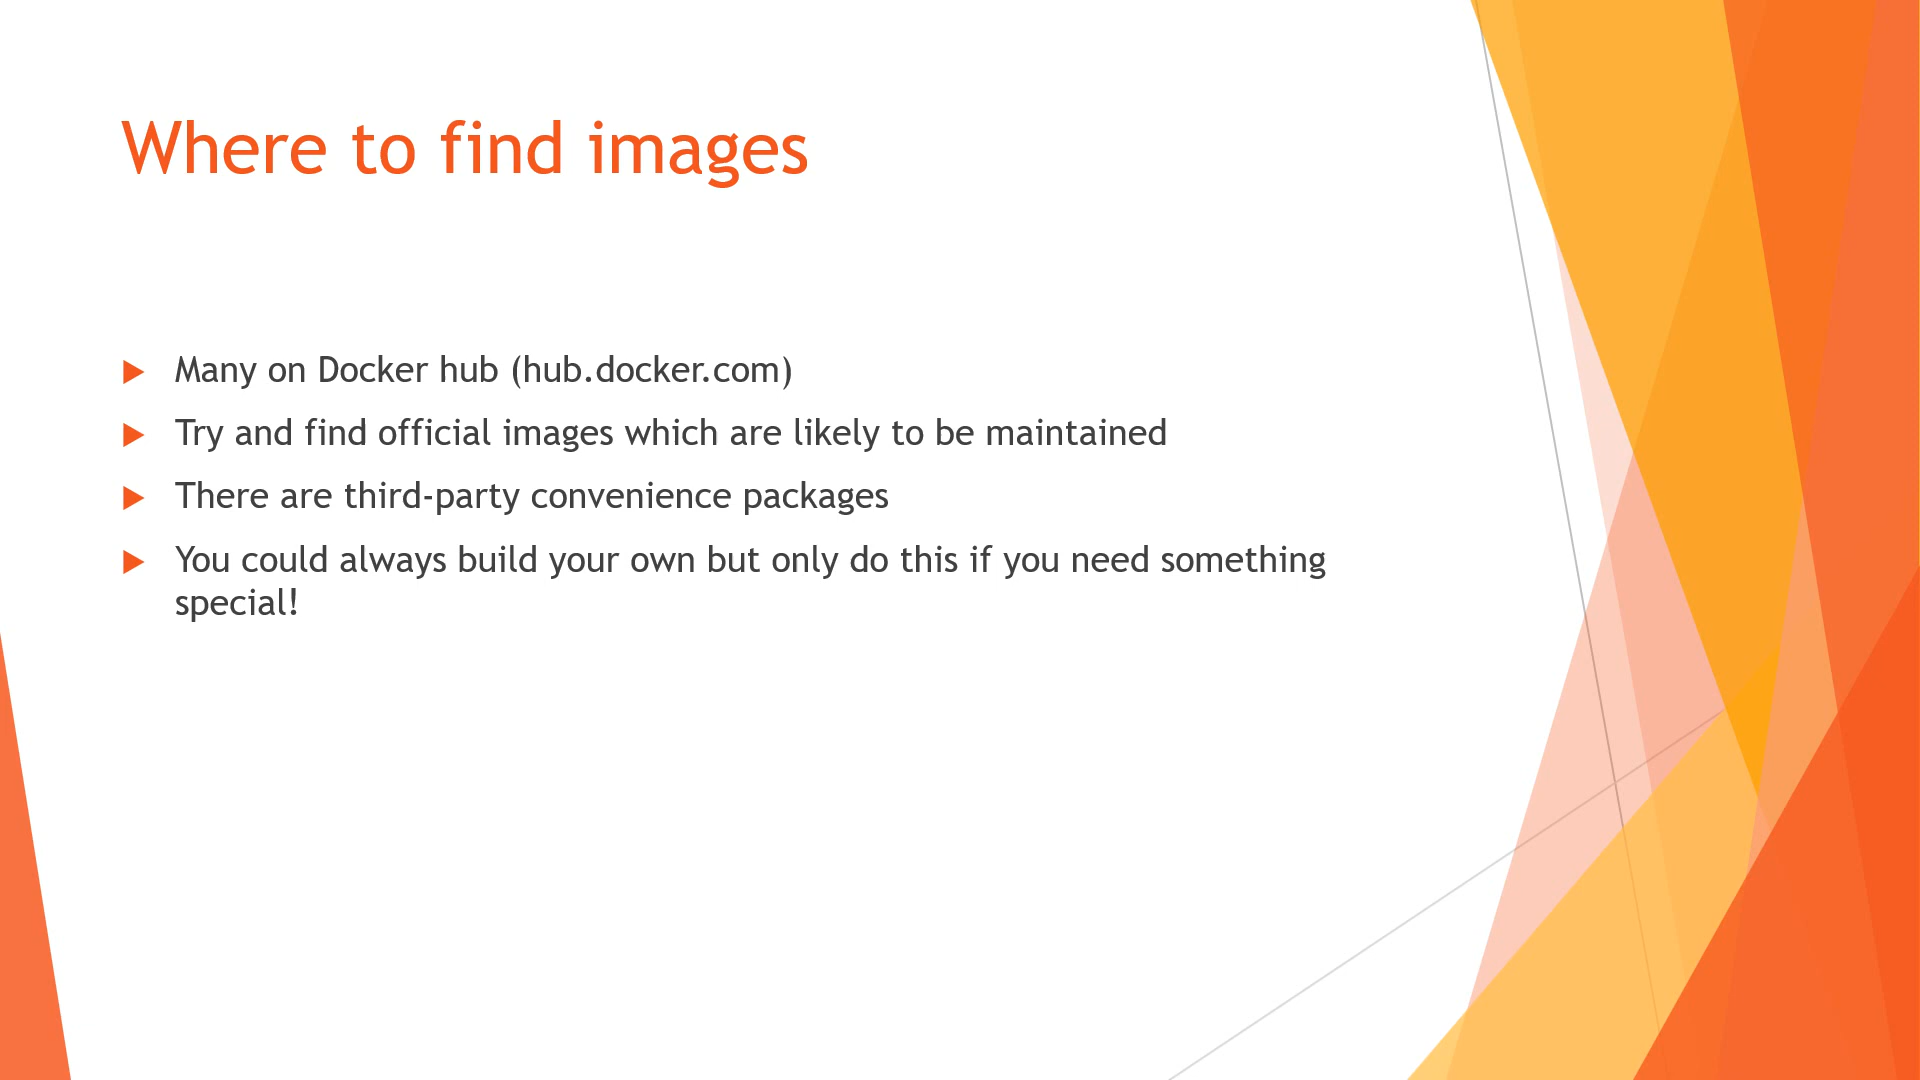 Where to find images
Many on Docker hub (hub.docker.com)
Try and find official images which are likely to be maintained
There are third-party convenience packages
You could always build your own but only do this if you need something
special!